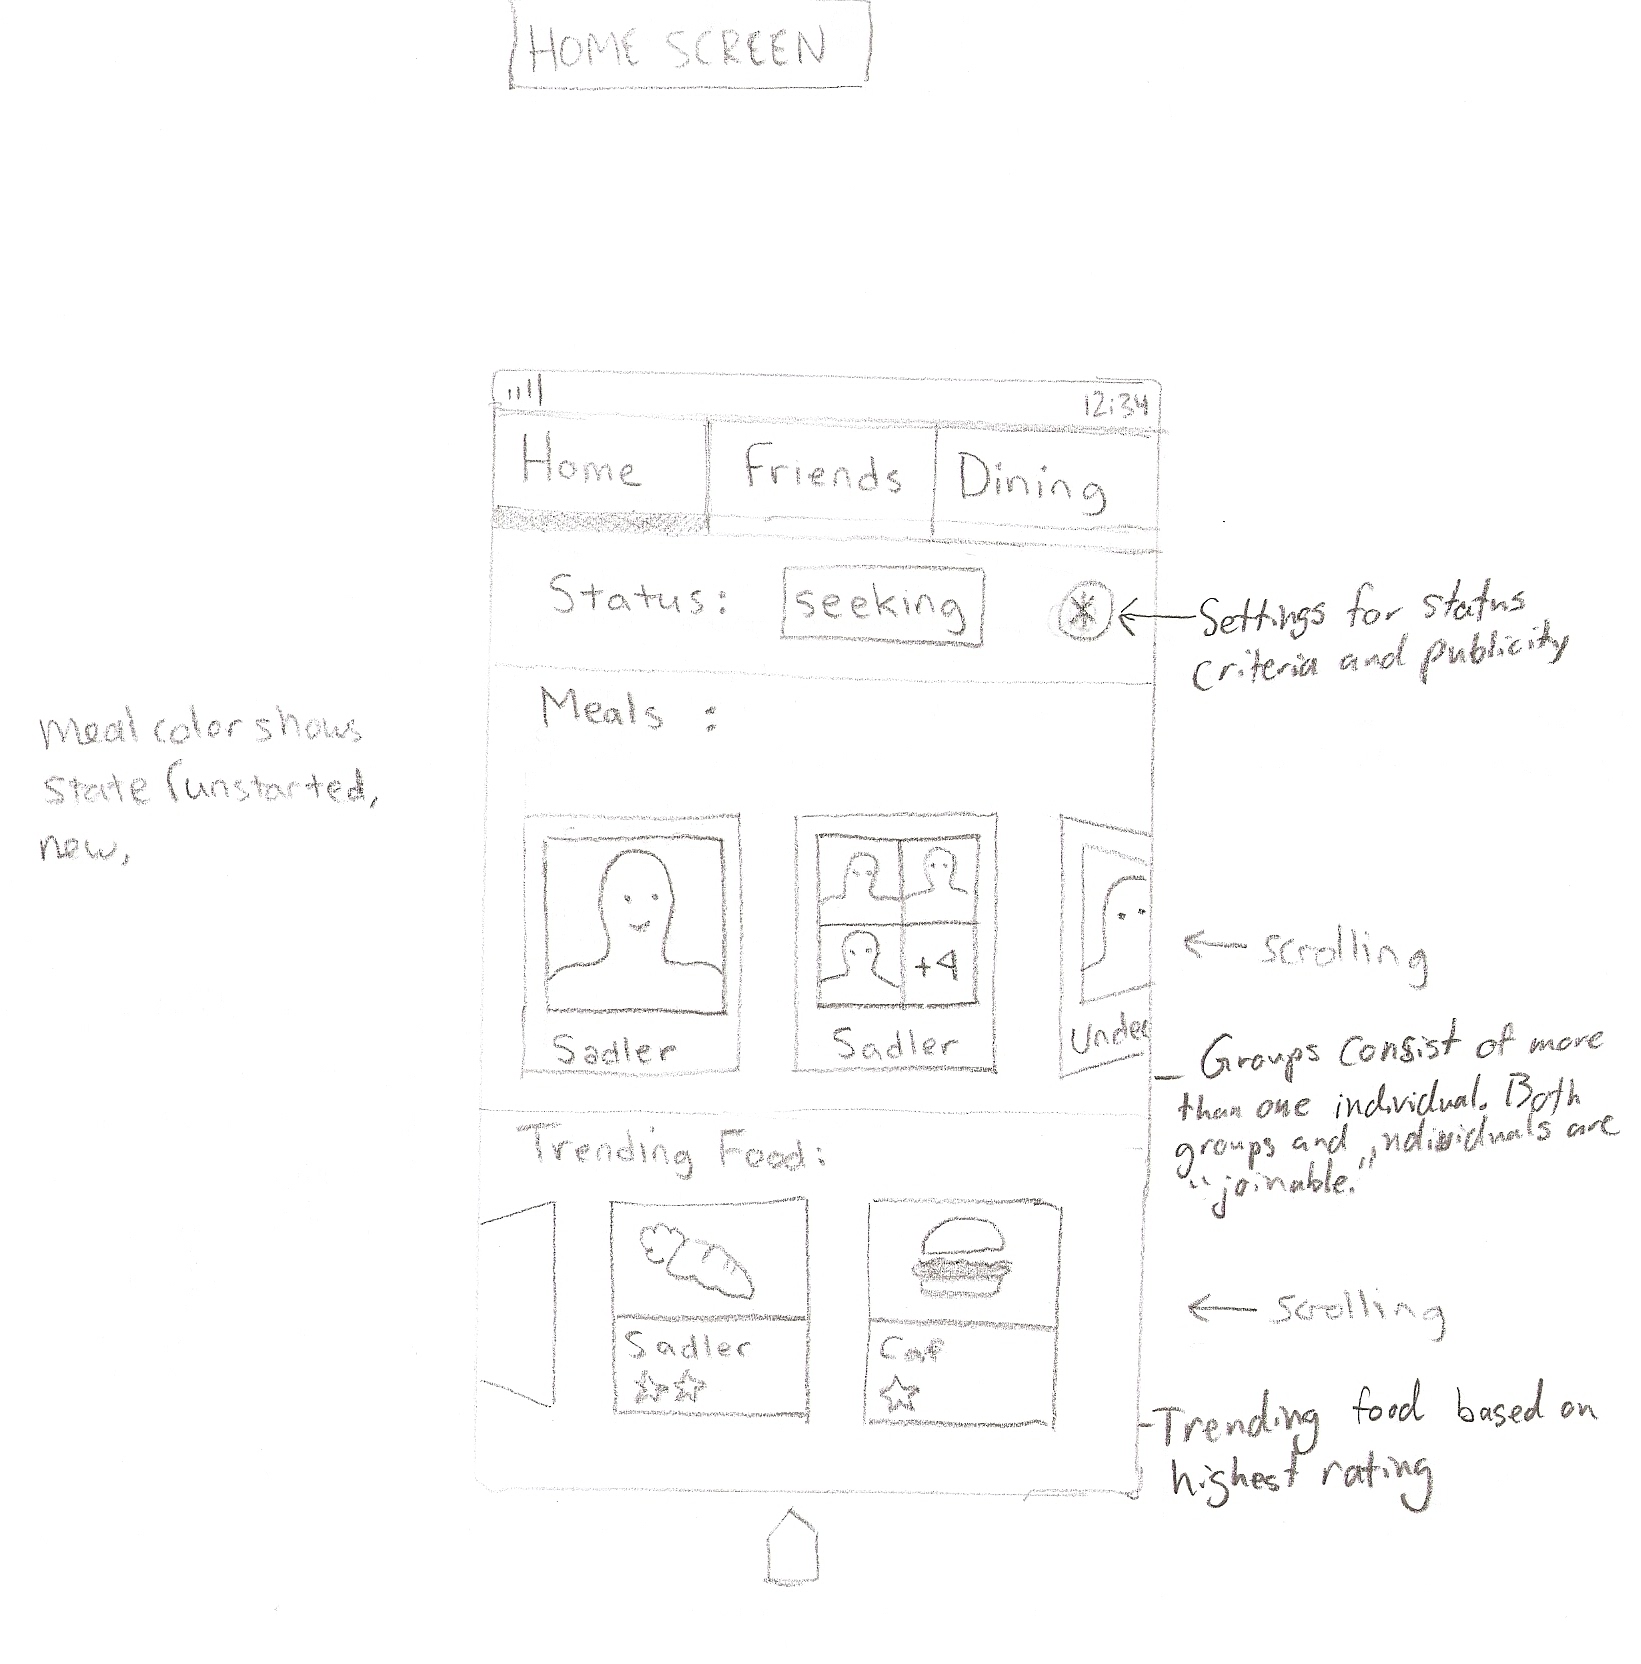 HOME SCREEN
12:34
Home
Friends
Dining
Status:
seeking
Settings for status
criteria and publicity
Meals :
Meal color shows
state (unstarted,
new,
+4
Sadler
Sadler
Under
scrolling
Groups consist of more
than one individual. Both
groups and individuals are
"joinable."
Trending Food:
Sadler
Caf
scrolling
Trending food based on
highest rating